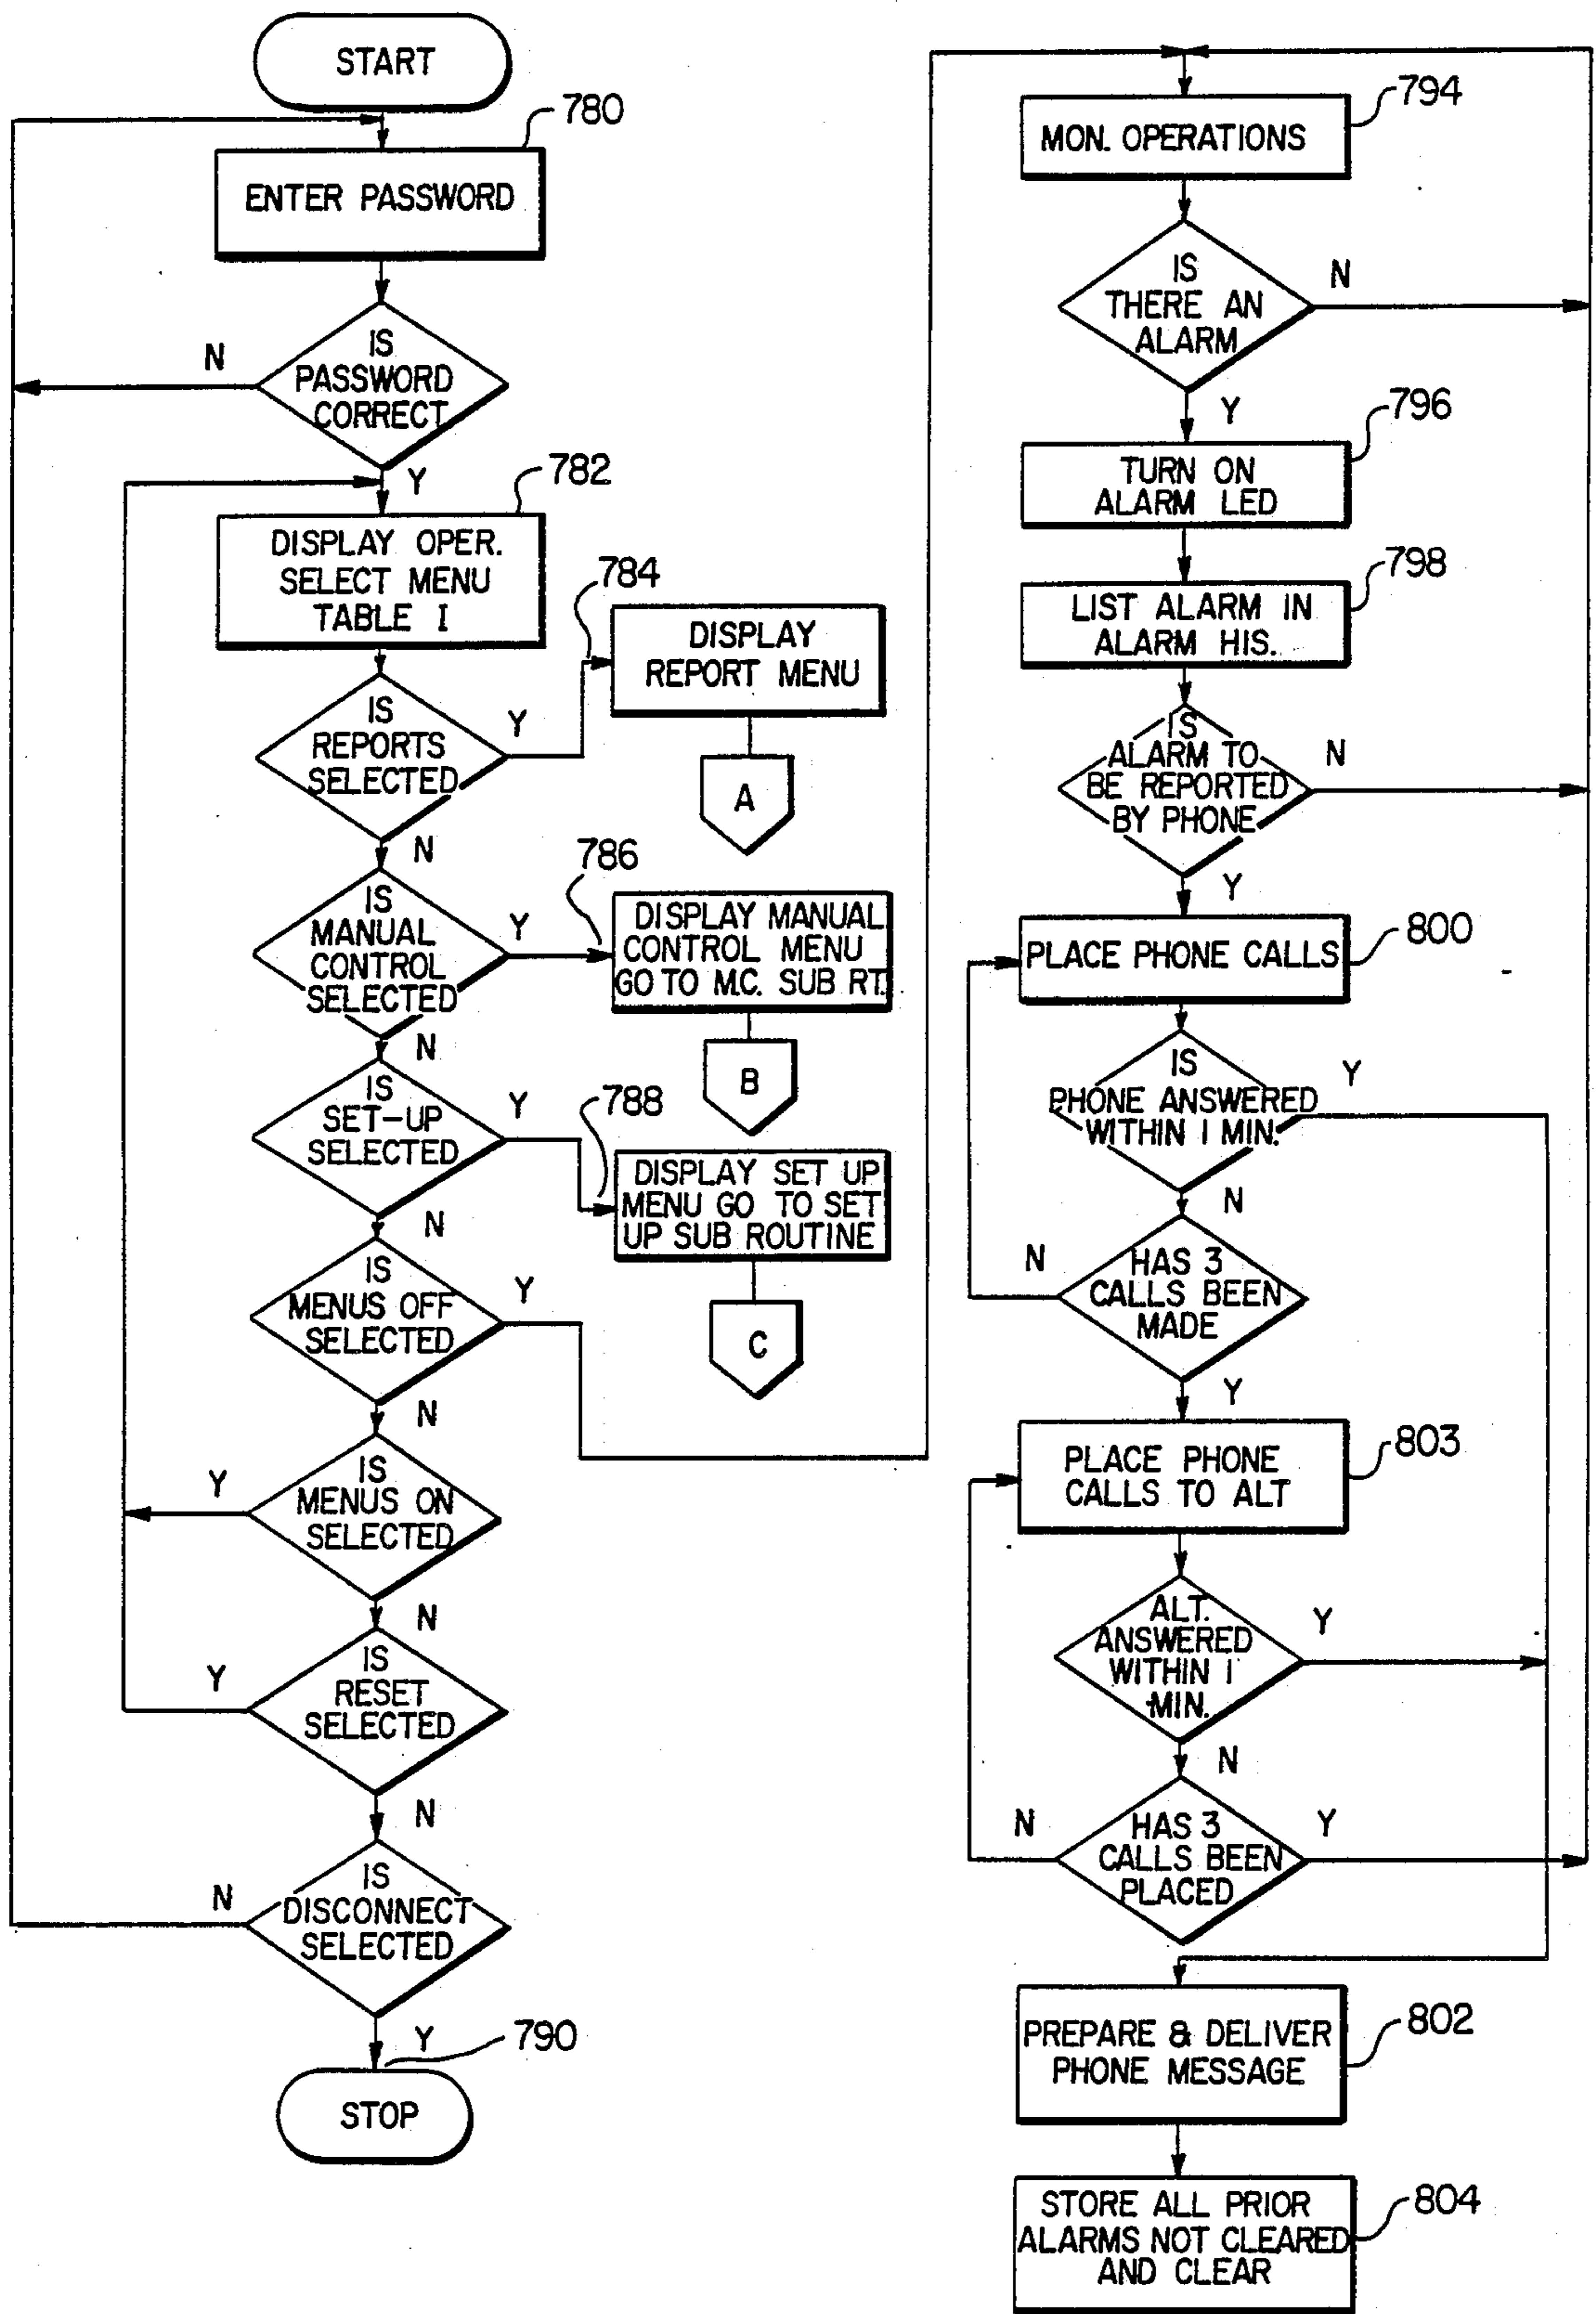 START
780
ENTER PASSWORD
IS
PASSWORD
CORRECT
N
Y
782
DISPLAY OPER.
SELECT MENU
TABLE I
784
DISPLAY
REPORT MENU
A
IS
REPORTS
SELECTED
Y
N
786
IS
MANUAL
CONTROL
SELECTED
Y
N
DISPLAY MANUAL
CONTROL MENU
GO TO M.C. SUB RT.
B
IS
SET-UP
SELECTED
Y
N
788
DISPLAY SET UP
MENU GO TO SET
UP SUB ROUTINE
C
IS
MENUS OFF
SELECTED
Y
N
IS
MENUS ON
SELECTED
Y
N
IS
RESET
SELECTED
Y
N
IS
DISCONNECT
SELECTED
N
Y
790
STOP
794
MON. OPERATIONS
IS
THERE AN
ALARM
N
Y
796
TURN ON
ALARM LED
798
LIST ALARM IN
ALARM HIS.
IS
ALARM TO
BE REPORTED
BY PHONE
N
Y
800
PLACE PHONE CALLS
IS
PHONE ANSWERED
WITHIN 1 MIN.
Y
N
HAS 3
CALLS BEEN
MADE
N
Y
803
PLACE PHONE
CALLS TO ALT
ALT.
ANSWERED
WITHIN 1
MIN.
Y
N
HAS 3
CALLS BEEN
PLACED
N
Y
802
PREPARE & DELIVER
PHONE MESSAGE
804
STORE ALL PRIOR
ALARMS NOT CLEARED
AND CLEAR